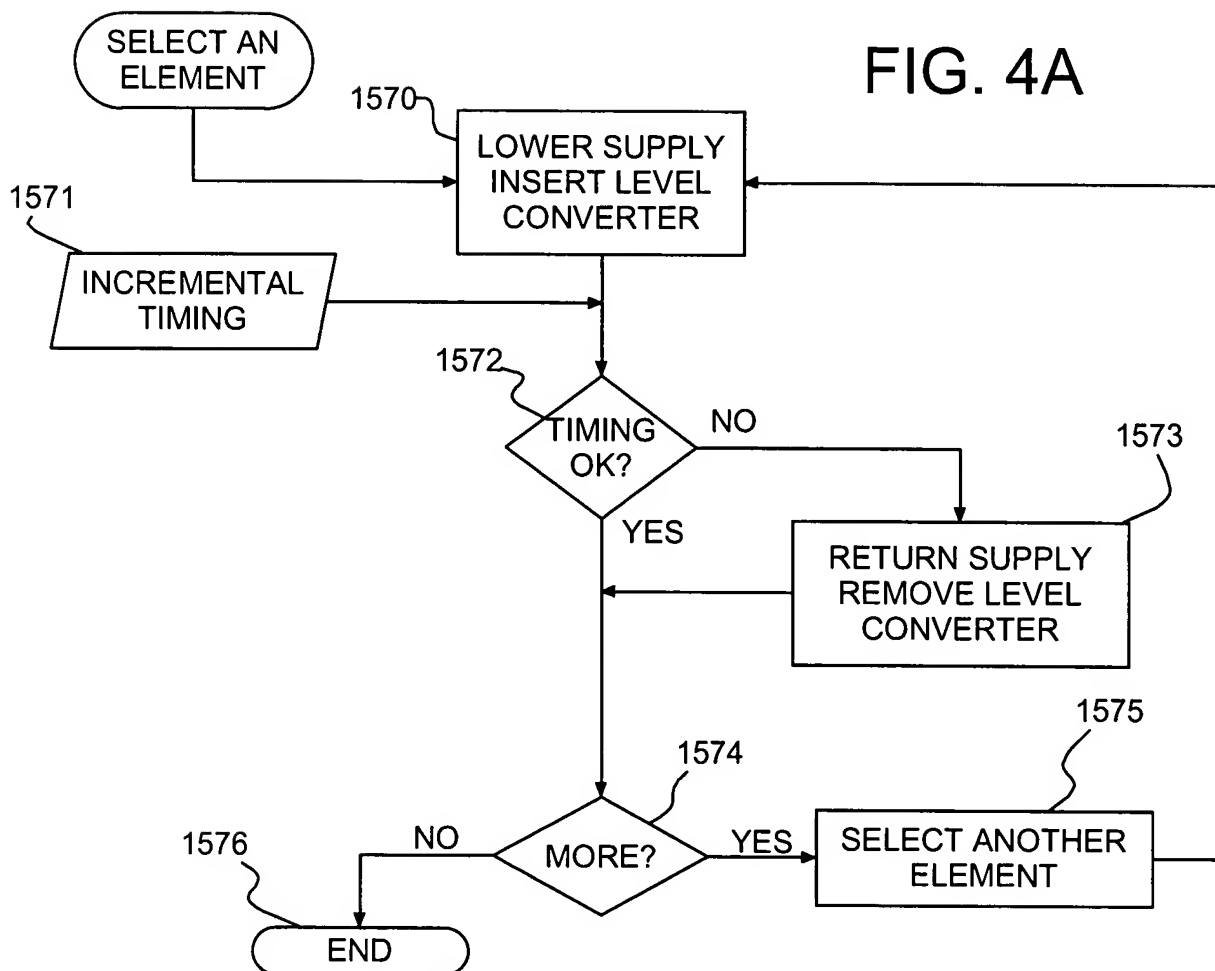 SELECT AN
ELEMENT
FIG. 4A
1570
LOWER SUPPLY
INSERT LEVEL
CONVERTER
1571
INCREMENTAL
TIMING
1572
TIMING
OK?
NO
YES
1573
RETURN SUPPLY
REMOVE LEVEL
CONVERTER
1574
MORE?
YES
1575
SELECT ANOTHER
ELEMENT
NO
1576
END